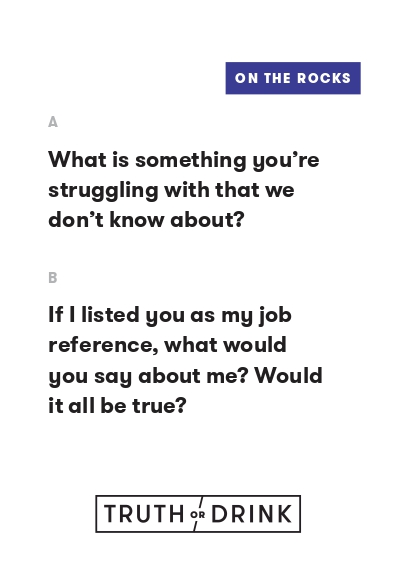 ON THE ROCKS
A
What is something you’re
struggling with that we
don’t know about?
B
If I listed you as my job
reference, what would
you say about me? Would
it all be true?
TRUTH OR DRINK